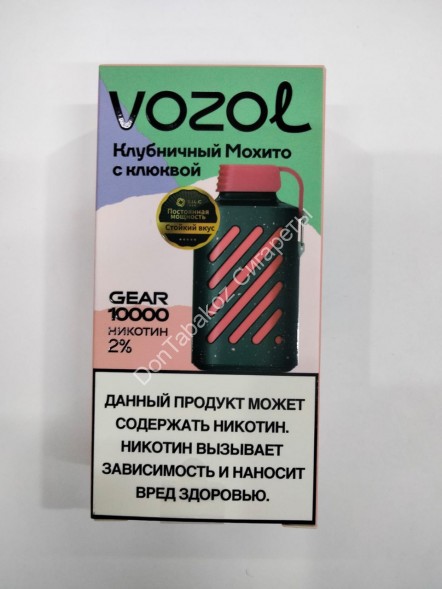 VOZOL
Клубничный Мохито
с клюквой
Постоянная
мощность
Стойкий вкус
GEAR
10000
НИКОТИН
2%
DonTabakoz Сигареты
ДАННЫЙ ПРОДУКТ МОЖЕТ
СОДЕРЖАТЬ НИКОТИН.
НИКОТИН ВЫЗЫВАЕТ
ЗАВИСИМОСТЬ И НАНОСИТ
ВРЕД ЗДОРОВЬЮ.